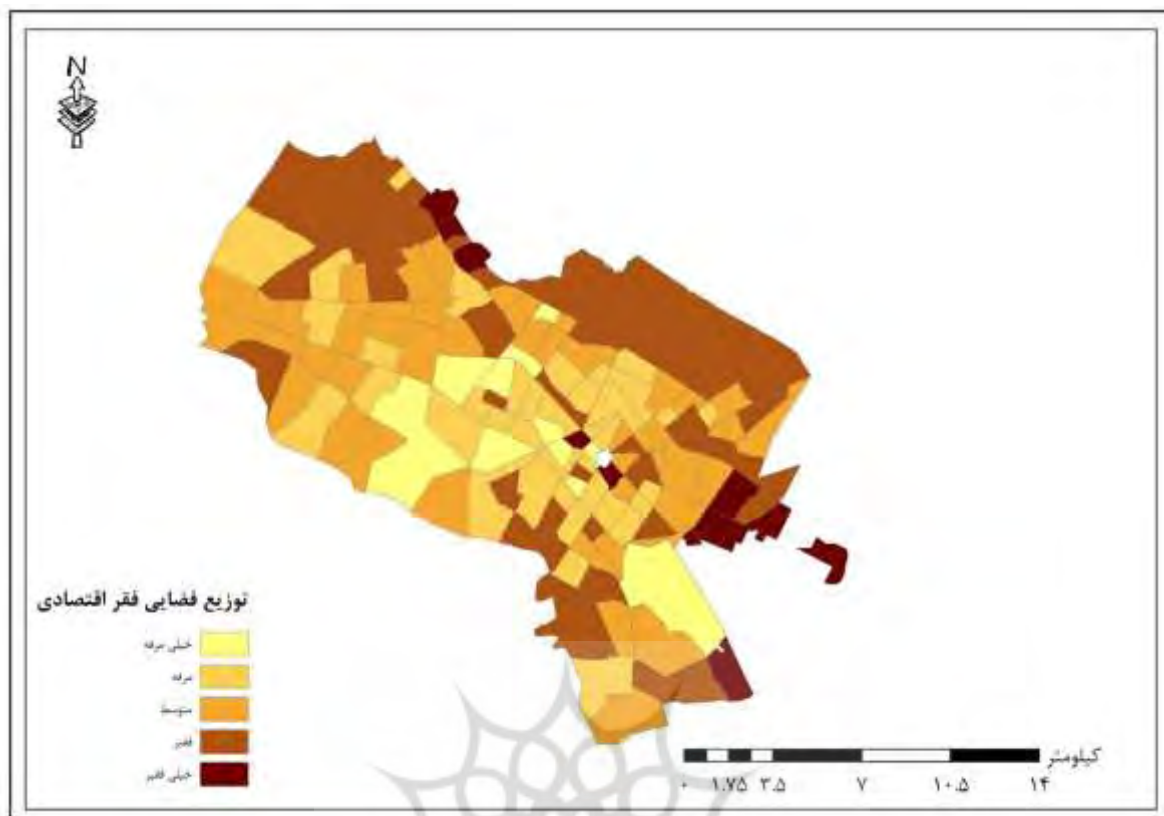 N
توزیع فضایی فقر اقتصادی
خیلی مرفه
مرفه
متوسط
فقیر
خیلی فقیر
کیلومتر
۰ ۱.۷۵ ۳.۵ ۷ ۱۰.۵ ۱۴